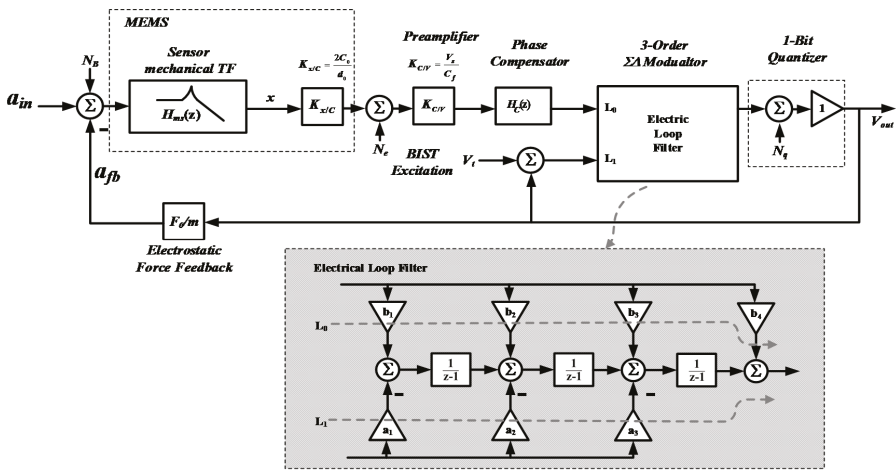 MEMS
Sensor
mechanical TF
N_B
a_in
Σ
H_ms(z)
x
K_x/C = 2C_0 / d_0
K_x/C
Σ
N_e
Preamplifier
K_C/V = V_s / C_f
K_C/V
Phase
Compensator
H_C(z)
3-Order
ΣΔ Modualtor
L_0
L_1
Electric
Loop
Filter
1-Bit
Quantizer
Σ
1
N_q
V_out
BIST
Excitation
V_t
Σ
a_fb
F_0/m
Electrostatic
Force Feedback
Electrical Loop Filter
b_1
b_2
b_3
b_4
L_0
Σ
1/(z-1)
Σ
1/(z-1)
Σ
1/(z-1)
Σ
L_1
a_1
a_2
a_3